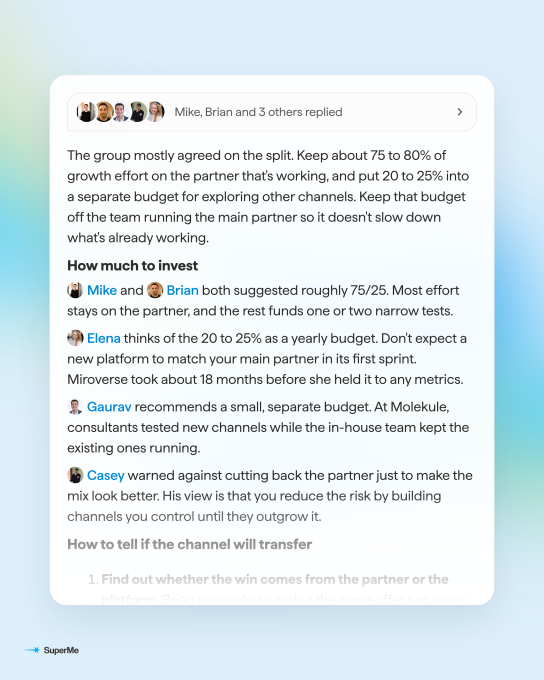 Mike, Brian and 3 others replied
The group mostly agreed on the split. Keep about 75 to 80% of
growth effort on the partner that's working, and put 20 to 25% into
a separate budget for exploring other channels. Keep that budget
off the team running the main partner so it doesn't slow down
what's already working.
How much to invest
Mike and Brian both suggested roughly 75/25. Most effort
stays on the partner, and the rest funds one or two narrow tests.
Elena thinks of the 20 to 25% as a yearly budget. Don't expect a
new platform to match your main partner in its first sprint.
Miroverse took about 18 months before she held it to any metrics.
Gaurav recommends a small, separate budget. At Molekule,
consultants tested new channels while the in-house team kept the
existing ones running.
Casey warned against cutting back the partner just to make the
mix look better. His view is that you reduce the risk by building
channels you control until they outgrow it.
How to tell if the channel will transfer
1. Find out whether the win comes from the partner or the
platform. Brian suggested running the same offer two ways
SuperMe